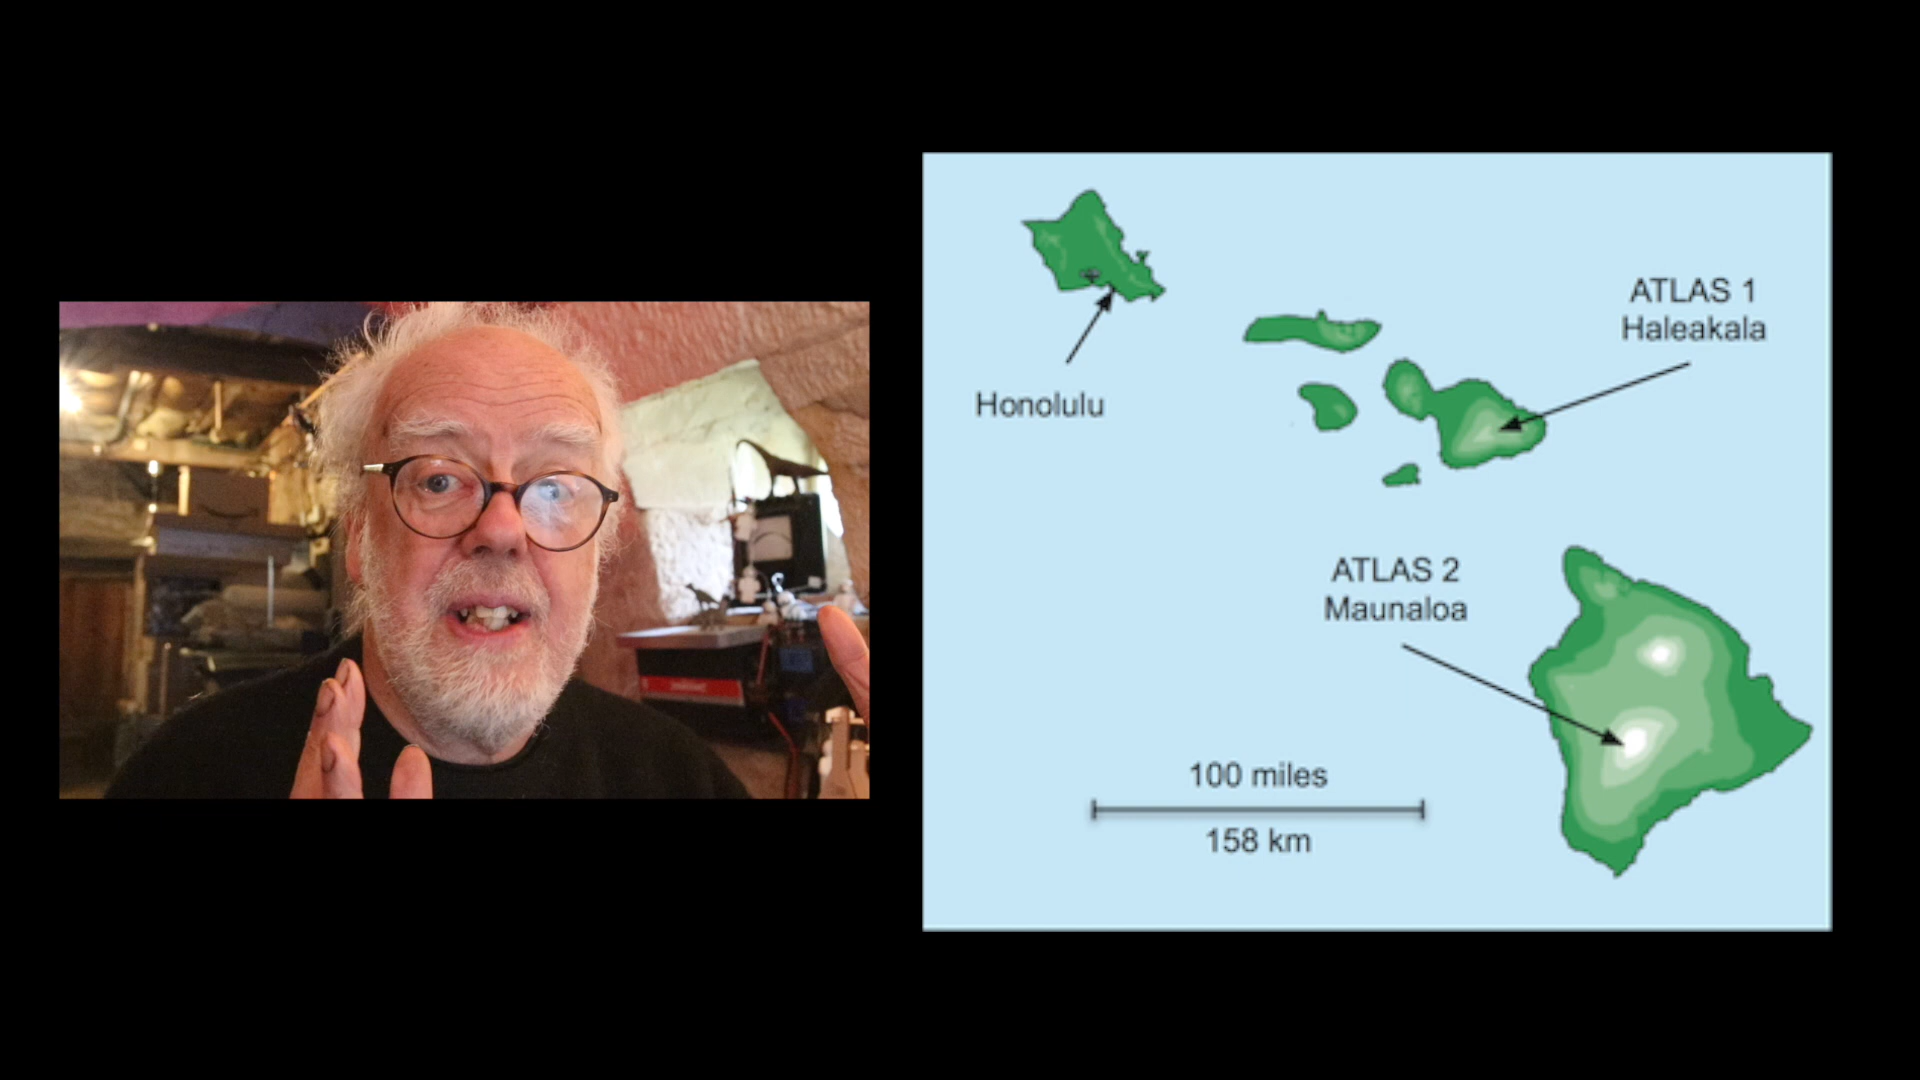 Honolulu
ATLAS 1
Haleakala
ATLAS 2
Maunaloa
100 miles
158 km